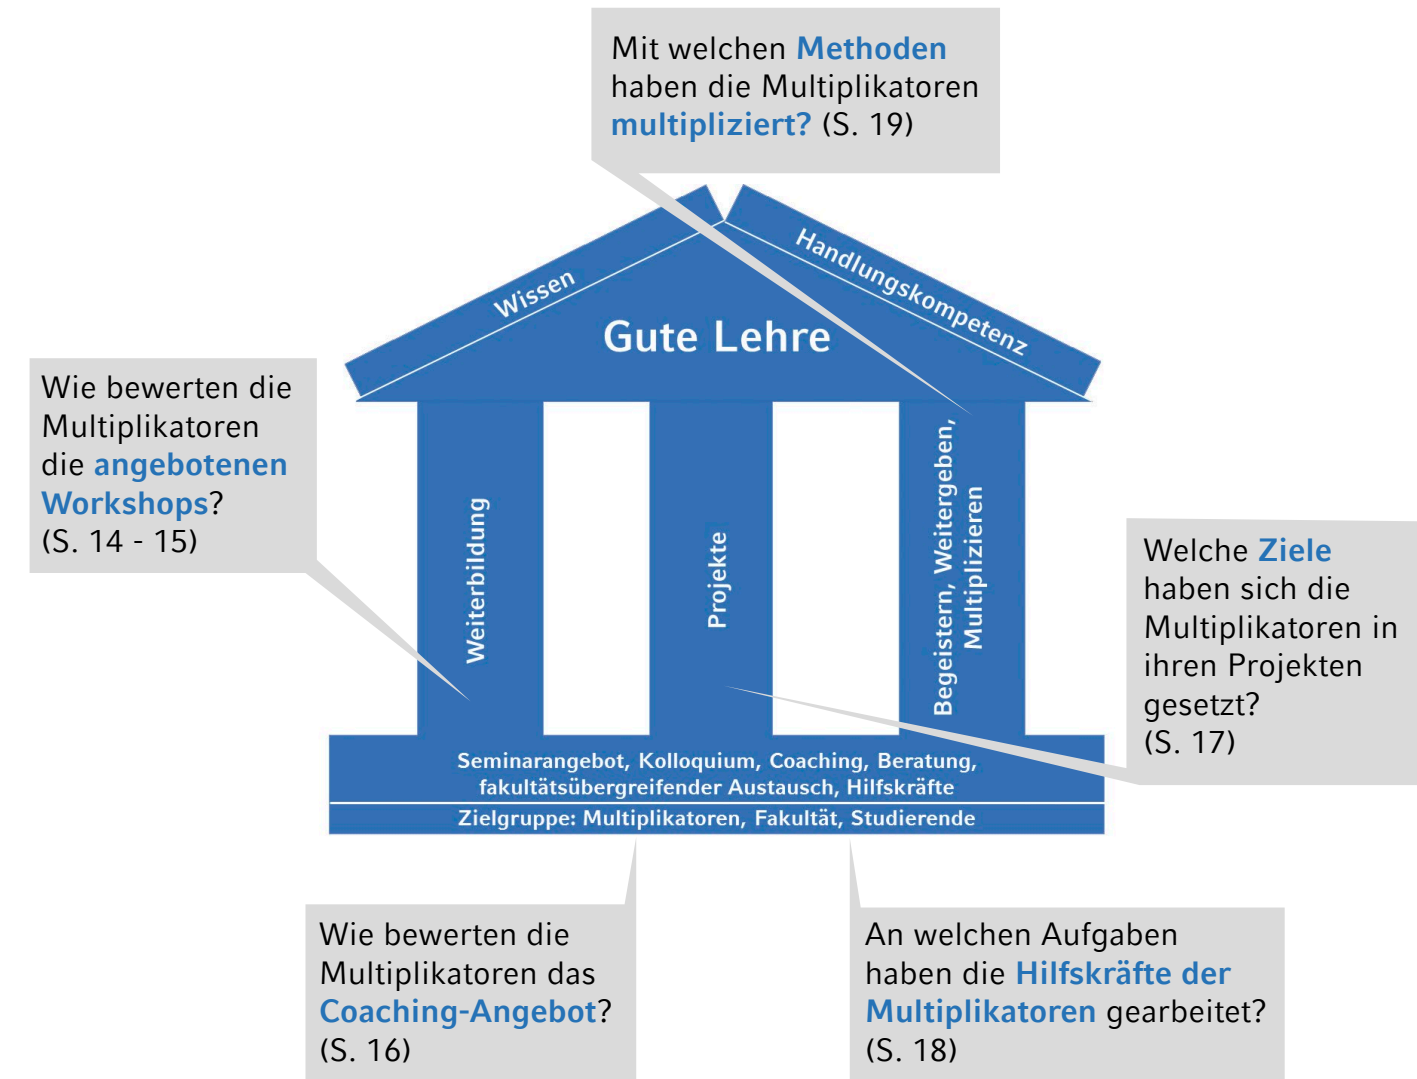 Mit welchen Methoden
haben die Multiplikatoren
multipliziert? (S. 19)
Wissen
Handlungskompetenz
Gute Lehre
Wie bewerten die
Multiplikatoren
die angebotenen
Workshops?
(S. 14 - 15)
Weiterbildung
Projekte
Begeistern, Weitergeben,
Multiplizieren
Welche Ziele
haben sich die
Multiplikatoren in
ihren Projekten
gesetzt?
(S. 17)
Seminarangebot, Kolloquium, Coaching, Beratung,
fakultätsübergreifender Austausch, Hilfskräfte
Zielgruppe: Multiplikatoren, Fakultät, Studierende
Wie bewerten die
Multiplikatoren das
Coaching-Angebot?
(S. 16)
An welchen Aufgaben
haben die Hilfskräfte der
Multiplikatoren gearbeitet?
(S. 18)